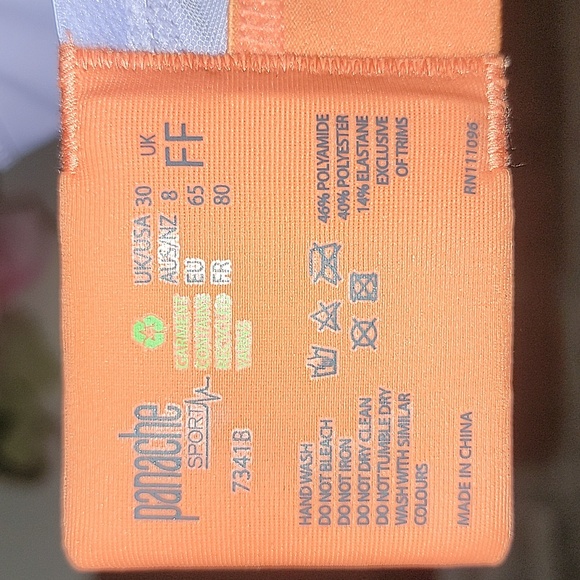 panache
SPORT
7341B
GARMENT
CONTAINS
RECYCLED
YARNS
UK/USA 30
AUS/NZ 8
EU 65
FR 80
UK
FF
HAND WASH
DO NOT BLEACH
DO NOT IRON
DO NOT DRY CLEAN
DO NOT TUMBLE DRY
WASH WITH SIMILAR
COLOURS
46% POLYAMIDE
40% POLYESTER
14% ELASTANE
EXCLUSIVE
OF TRIMS
MADE IN CHINA
RN111096